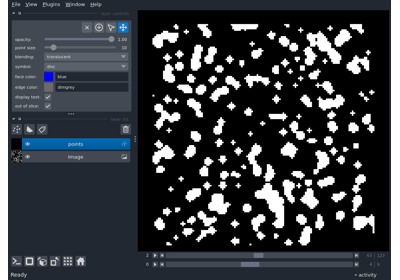 File View Plugins Window Help
opacity: 1.00
point size: 10
blending: translucent
symbol: disc
face color: blue
edge color: dimgrey
display text:
out of slice:
points
Image
2
0
Ready
activity